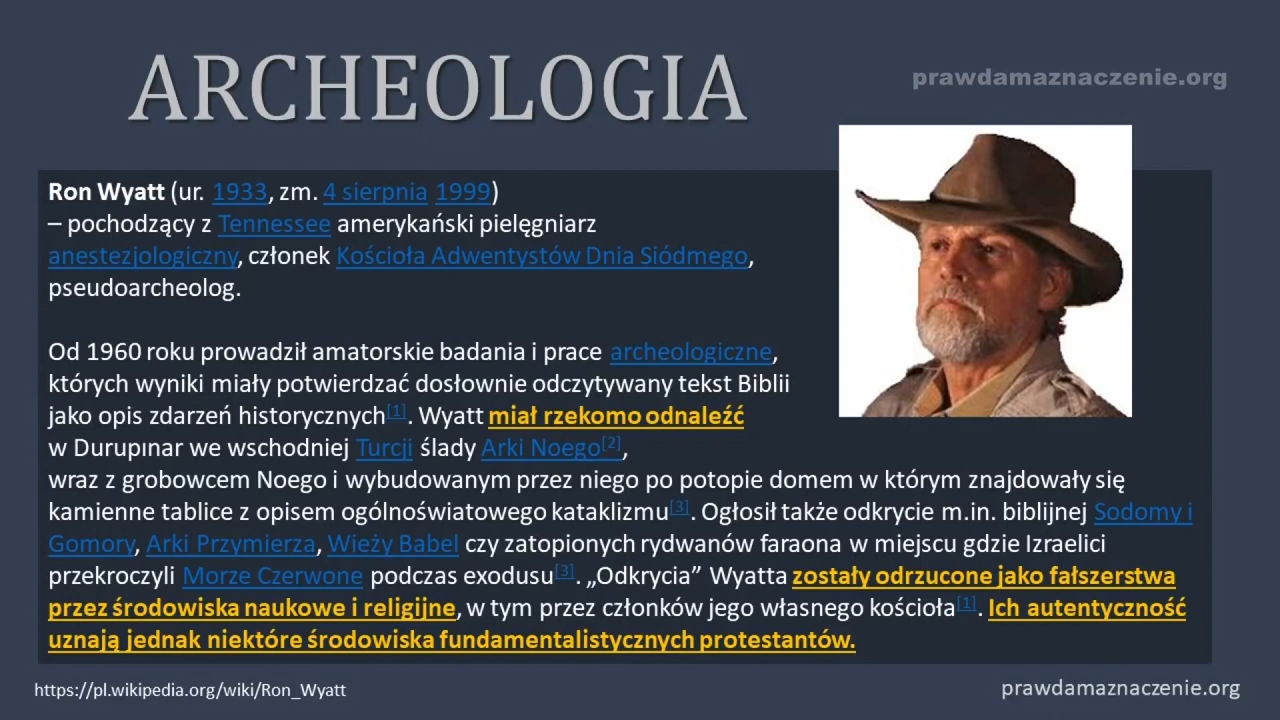 ARCHEOLOGIA
prawdamaznaczenie.org
Ron Wyatt (ur. 1933, zm. 4 sierpnia 1999)
– pochodzący z Tennessee amerykański pielęgniarz
anestezjologiczny, członek Kościoła Adwentystów Dnia Siódmego,
pseudoarcheolog.
Od 1960 roku prowadził amatorskie badania i prace archeologiczne,
których wyniki miały potwierdzać dosłownie odczytywany tekst Biblii
jako opis zdarzeń historycznych[1]. Wyatt miał rzekomo odnaleźć
w Durupınar we wschodniej Turcji ślady Arki Noego[2],
wraz z grobowcem Noego i wybudowanym przez niego po potopie domem w którym znajdowały się
kamienne tablice z opisem ogólnoświatowego kataklizmu[3]. Ogłosił także odkrycie m.in. biblijnej Sodomy i
Gomory, Arki Przymierza, Wieży Babel czy zatopionych rydwanów faraona w miejscu gdzie Izraelici
przekroczyli Morze Czerwone podczas exodusu[3]. „Odkrycia” Wyatta zostały odrzucone jako fałszerstwa
przez środowiska naukowe i religijne, w tym przez członków jego własnego kościoła[1]. Ich autentyczność
uznają jednak niektóre środowiska fundamentalistycznych protestantów.
https://pl.wikipedia.org/wiki/Ron_Wyatt
prawdamaznaczenie.org